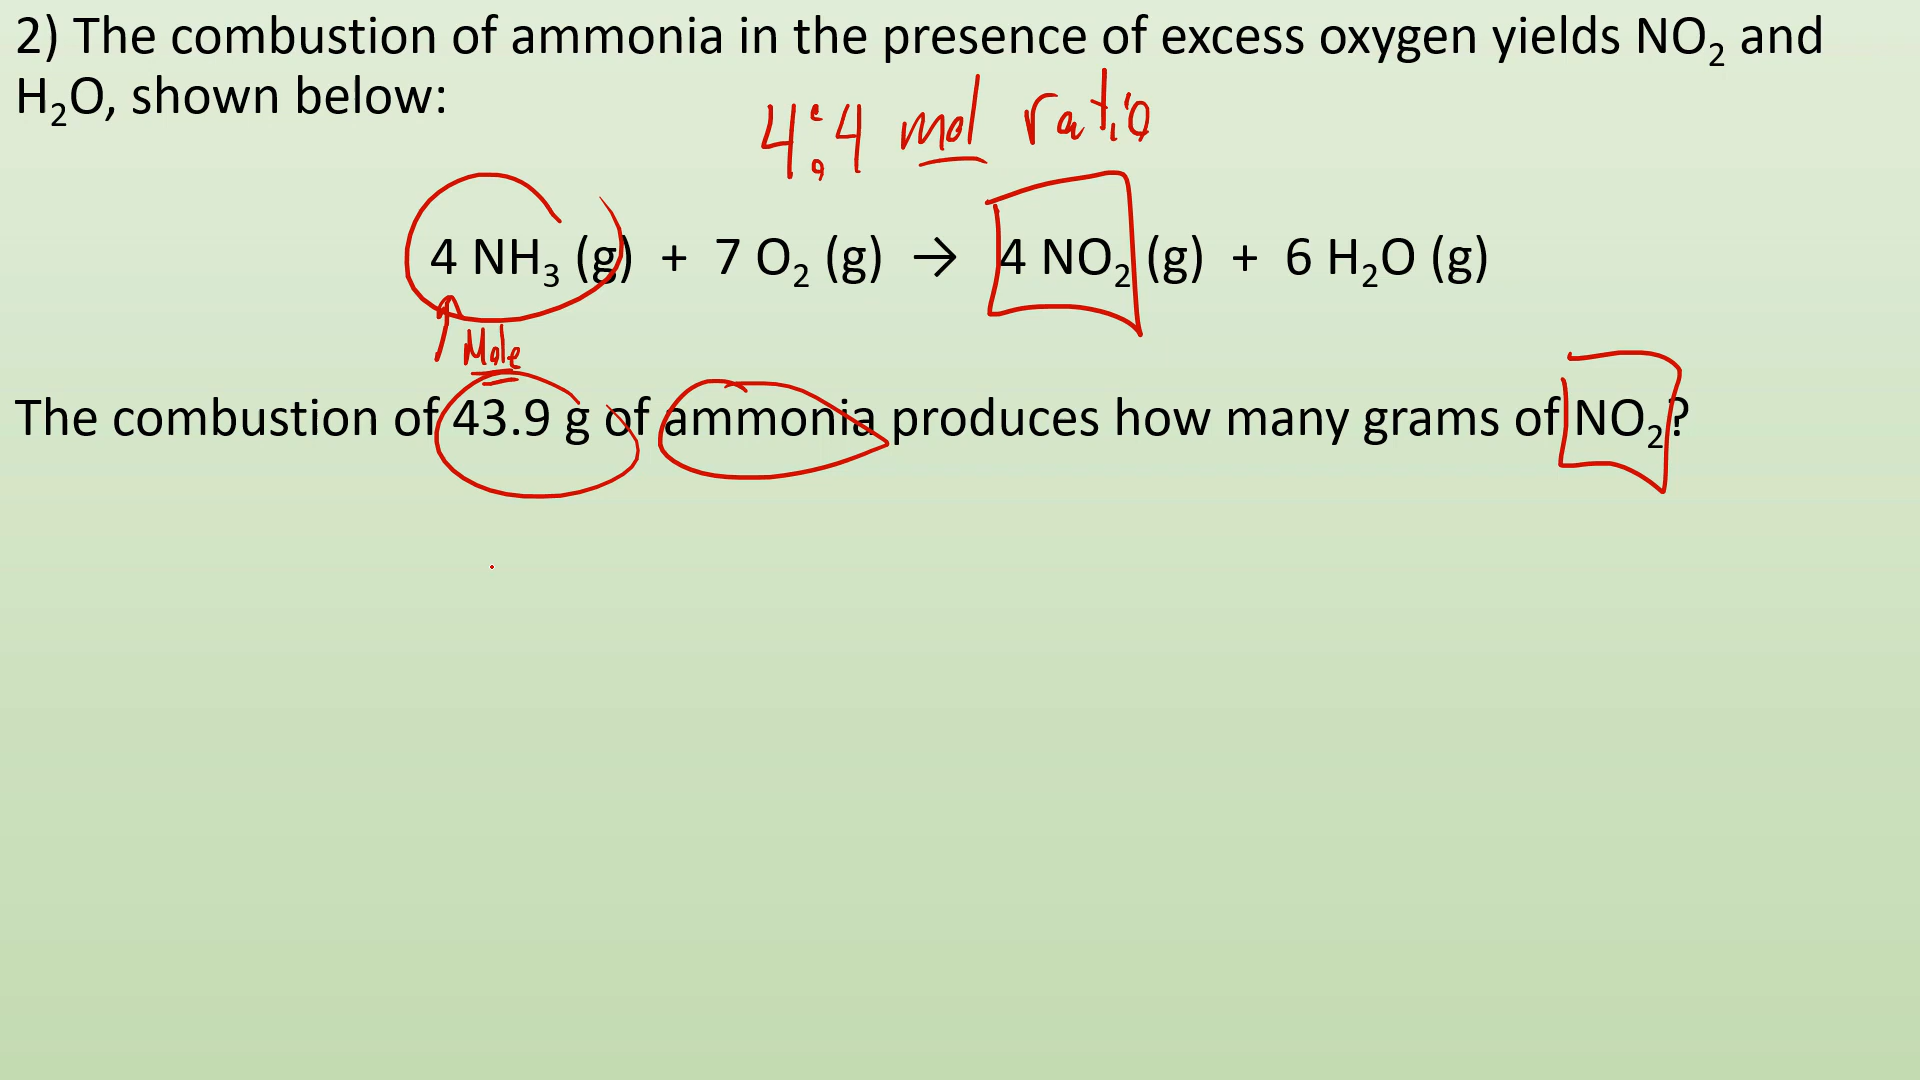 2) The combustion of ammonia in the presence of excess oxygen yields NO₂ and
H₂O, shown below:
4:4 mol ratio
4 NH₃ (g) + 7 O₂ (g) → 4 NO₂ (g) + 6 H₂O (g)
Mole
The combustion of 43.9 g of ammonia produces how many grams of NO₂?